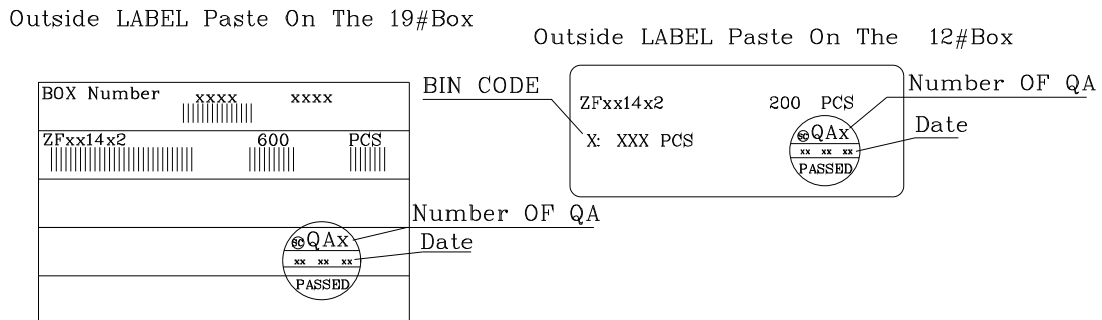 Outside LABEL Paste On The 19#Box
BOX Number xxxx xxxx
ZFxx14x2 600 PCS
SC QAx
xx xx xx
PASSED
Number OF QA
Date
Outside LABEL Paste On The 12#Box
BIN CODE
ZFxx14x2 200 PCS
X: XXX PCS
SC QAx
xx xx xx
PASSED
Number OF QA
Date